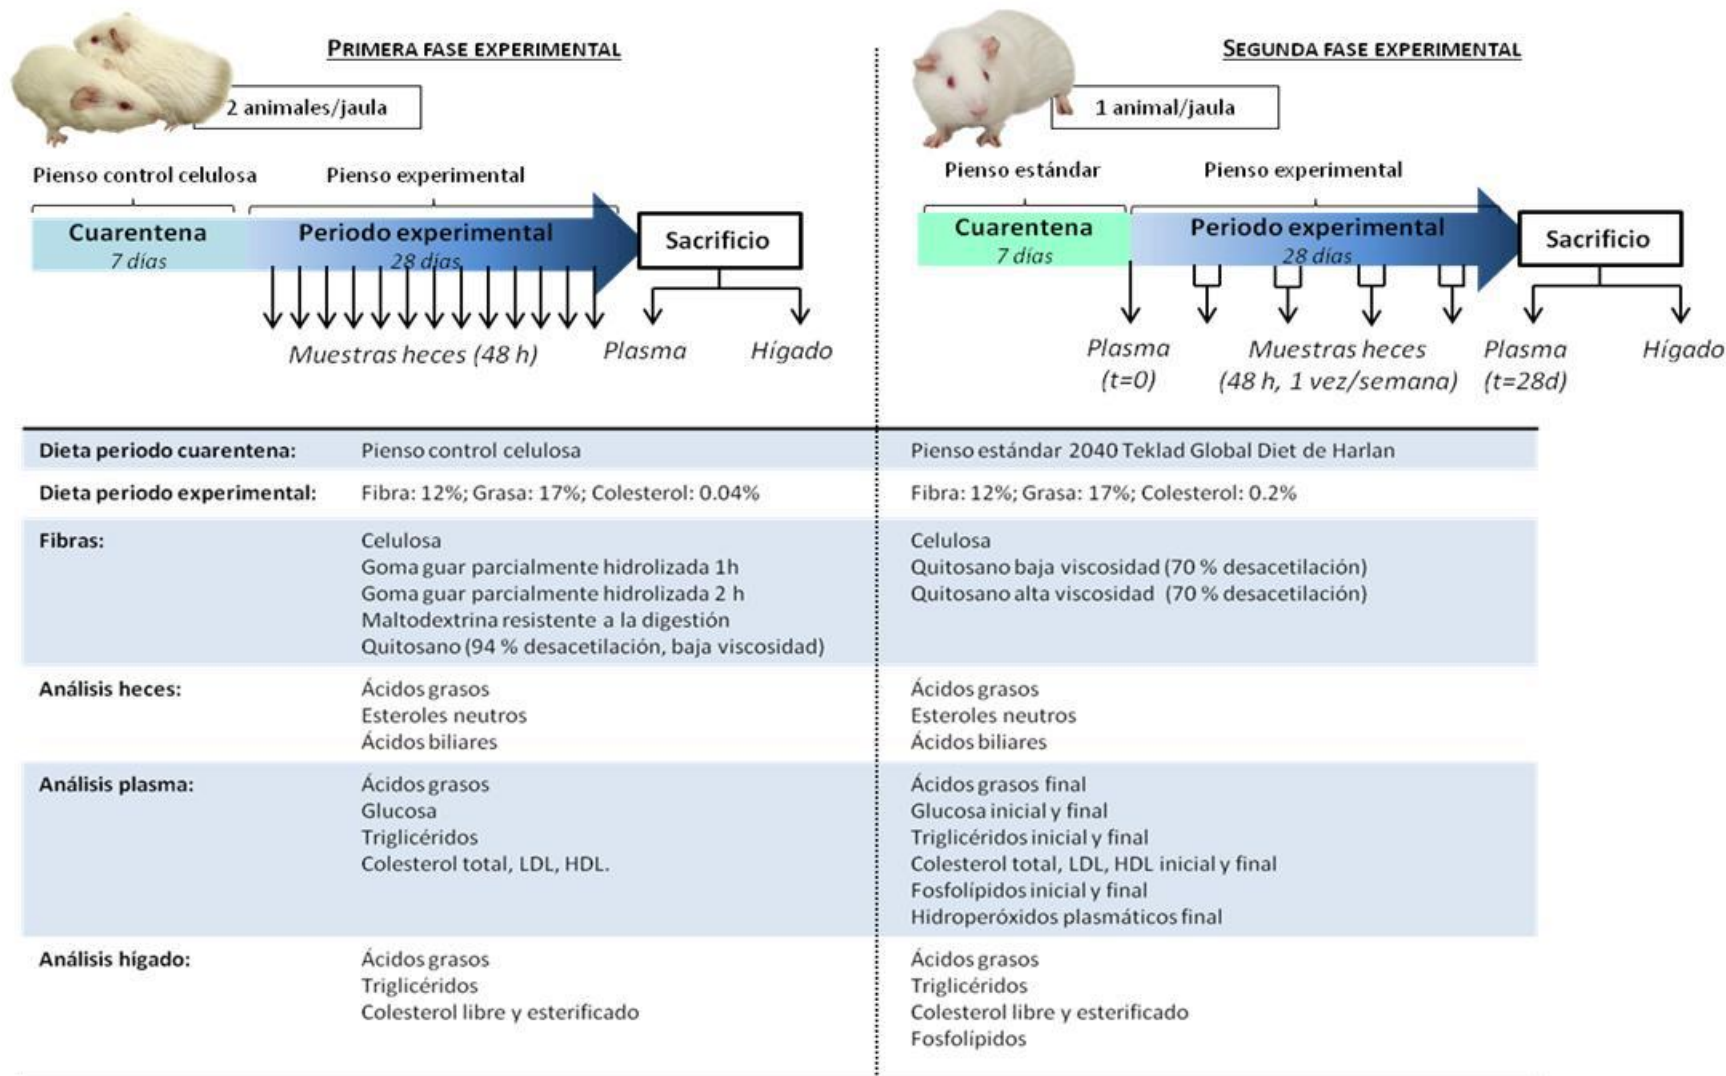 PRIMERA FASE EXPERIMENTAL
2 animales/jaula
Pienso control celulosa
Pienso experimental
Cuarentena
7 días
Periodo experimental
28 días
Sacrificio
Muestras heces (48 h)
Plasma
Hígado
SEGUNDA FASE EXPERIMENTAL
1 animal/jaula
Pienso estándar
Pienso experimental
Cuarentena
7 días
Periodo experimental
28 días
Sacrificio
Plasma
(t=0)
Muestras heces
(48 h, 1 vez/semana)
Plasma
(t=28d)
Hígado
Dieta periodo cuarentena: Pienso control celulosa Pienso estándar 2040 Teklad Global Diet de Harlan
Dieta periodo experimental: Fibra: 12%; Grasa: 17%; Colesterol: 0.04% Fibra: 12%; Grasa: 17%; Colesterol: 0.2%
Fibras: Celulosa Celulosa
Goma guar parcialmente hidrolizada 1h Quitosano baja viscosidad (70 % desacetilación)
Goma guar parcialmente hidrolizada 2 h Quitosano alta viscosidad (70 % desacetilación)
Maltodextrina resistente a la digestión
Quitosano (94 % desacetilación, baja viscosidad)
Análisis heces: Ácidos grasos Ácidos grasos
Esteroles neutros Esteroles neutros
Ácidos biliares Ácidos biliares
Análisis plasma: Ácidos grasos Ácidos grasos final
Glucosa Glucosa inicial y final
Triglicéridos Triglicéridos inicial y final
Colesterol total, LDL, HDL. Colesterol total, LDL, HDL inicial y final
Fosfolípidos inicial y final
Hidroperóxidos plasmáticos final
Análisis hígado: Ácidos grasos Ácidos grasos
Triglicéridos Triglicéridos
Colesterol libre y esterificado Colesterol libre y esterificado
Fosfolípidos